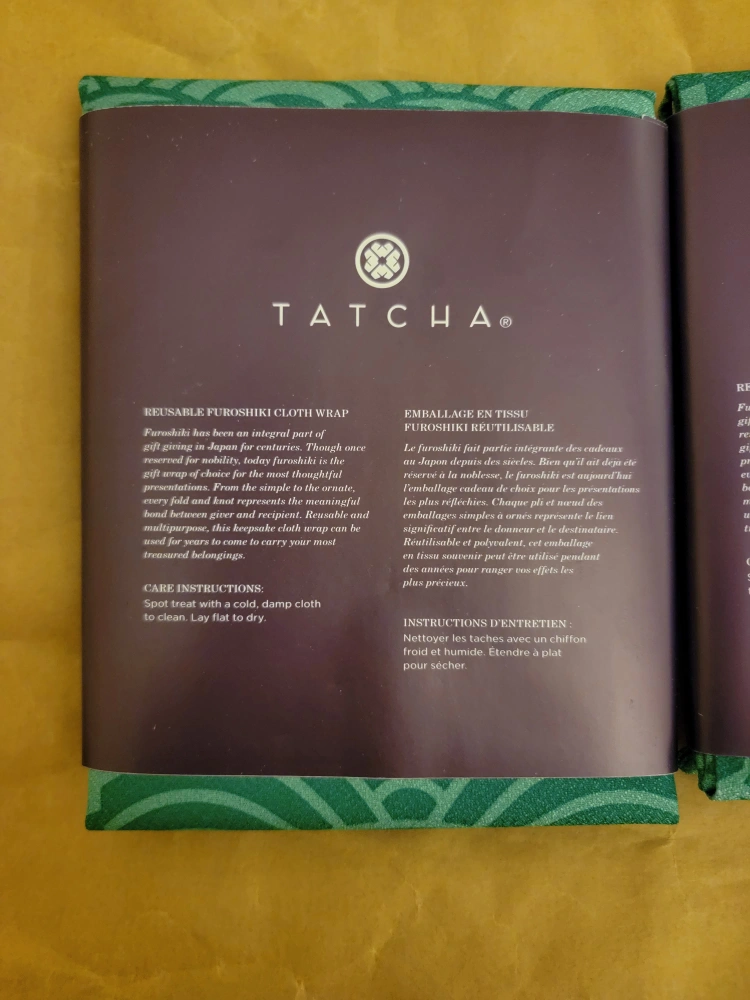 TATCHA®
REUSABLE FUROSHIKI CLOTH WRAP
Furoshiki has been an integral part of
gift giving in Japan for centuries. Though once
reserved for nobility, today furoshiki is the
gift wrap of choice for the most thoughtful
presentations. From the simple to the ornate,
every fold and knot represents the meaningful
bond between giver and recipient. Reusable and
multipurpose, this keepsake cloth wrap can be
used for years to come to carry your most
treasured belongings.
CARE INSTRUCTIONS:
Spot treat with a cold, damp cloth
to clean. Lay flat to dry.
EMBALLAGE EN TISSU
FUROSHIKI RÉUTILISABLE
Le furoshiki fait partie intégrante des cadeaux
au Japon depuis des siècles. Bien qu'il ait déjà été
réservé à la noblesse, le furoshiki est aujourd'hui
l'emballage cadeau de choix pour les présentations
les plus réfléchies. Chaque pli et nœud des
emballages simples à ornés représente le lien
significatif entre le donneur et le destinataire.
Réutilisable et polyvalent, cet emballage
en tissu souvenir peut être utilisé pendant
des années pour ranger vos effets les
plus précieux.
INSTRUCTIONS D'ENTRETIEN :
Nettoyer les taches avec un chiffon
froid et humide. Étendre à plat
pour sécher.
RE
Fu